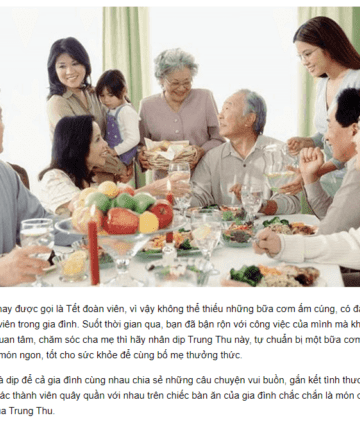 nay được gọi là Tết đoàn viên, vì vậy không thể thiếu những bữa cơm ấm cúng, có đầ
viên trong gia đình. Suốt thời gian qua, bạn đã bận rộn với công việc của mình mà kh
quan tâm, chăm sóc cha mẹ thì hãy nhân dịp Trung Thu này, tự chuẩn bị một bữa cơm
món ngon, tốt cho sức khỏe để cùng bố mẹ thưởng thức.
à dịp để cả gia đình cùng nhau chia sẻ những câu chuyện vui buồn, gắn kết tình thư
ác thành viên quây quần với nhau trên chiếc bàn ăn của gia đình chắc chắn là món q
ùa Trung Thu.